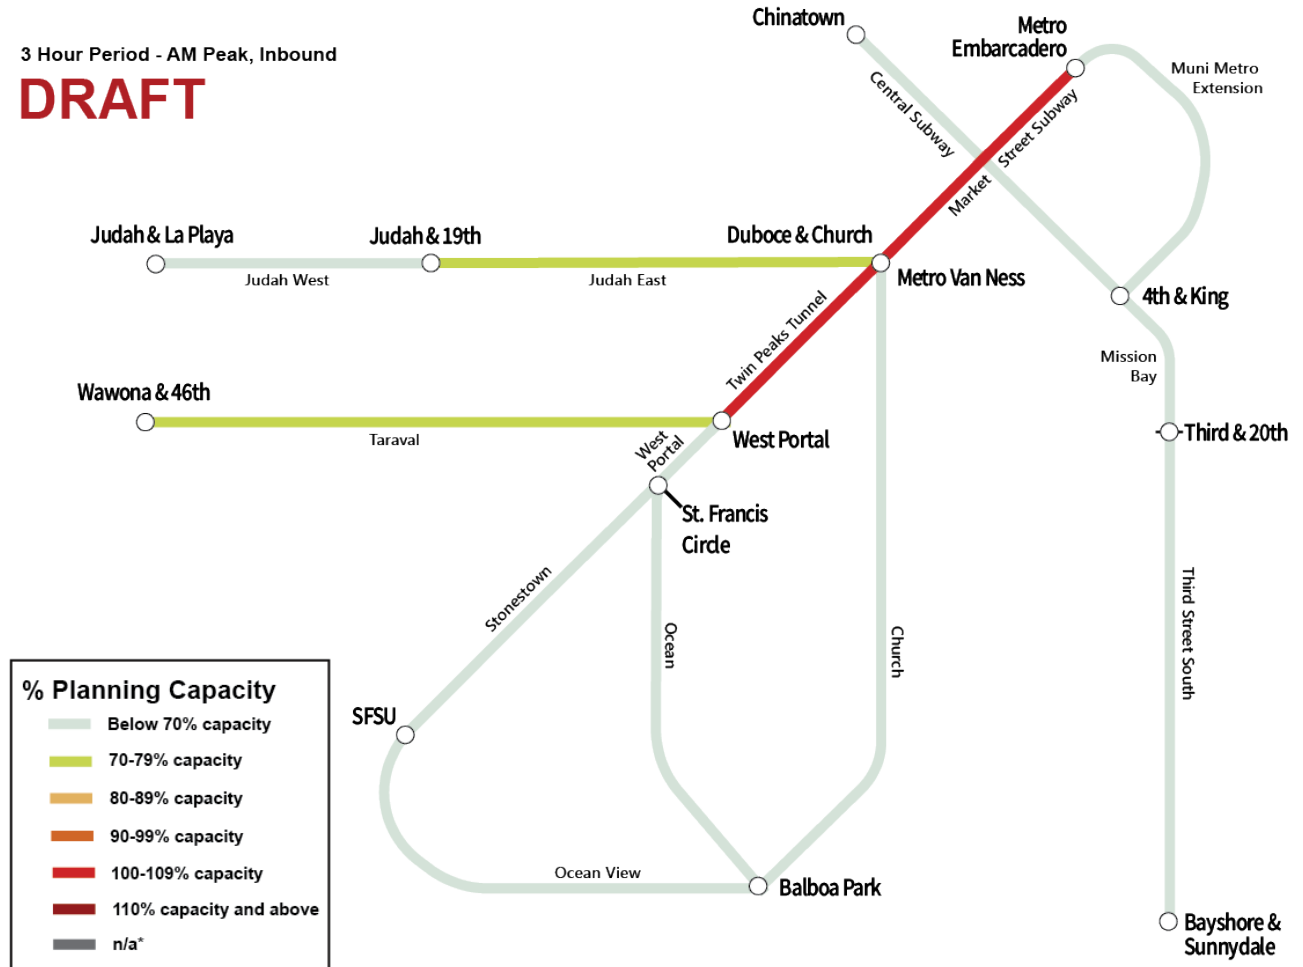 3 Hour Period - AM Peak, Inbound
DRAFT
Chinatown
Metro
Embarcadero
Muni Metro
Extension
Central Subway
Market Street Subway
Judah & La Playa
Judah & 19th
Duboce & Church
Judah West
Judah East
Metro Van Ness
4th & King
Twin Peaks Tunnel
Mission
Bay
Wawona & 46th
Taraval
West
Portal
West Portal
Third & 20th
St. Francis
Circle
Stonestown
Ocean
Church
Third Street South
SFSU
Ocean View
Balboa Park
Bayshore &
Sunnydale
% Planning Capacity
Below 70% capacity
70-79% capacity
80-89% capacity
90-99% capacity
100-109% capacity
110% capacity and above
n/a*